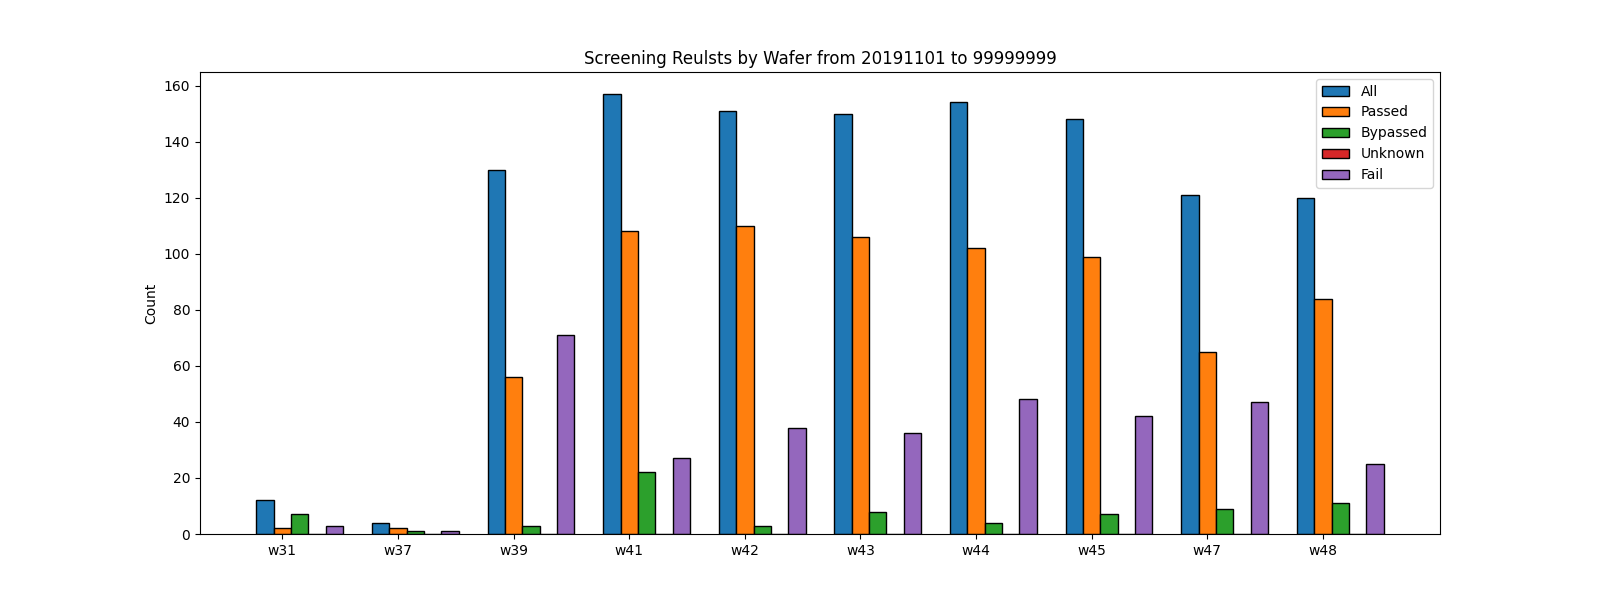 Screening Reulsts by Wafer from 20191101 to 99999999
160
140
120
100
80
60
40
20
0
Count
All
Passed
Bypassed
Unknown
Fail
w31 w37 w39 w41 w42 w43 w44 w45 w47 w48